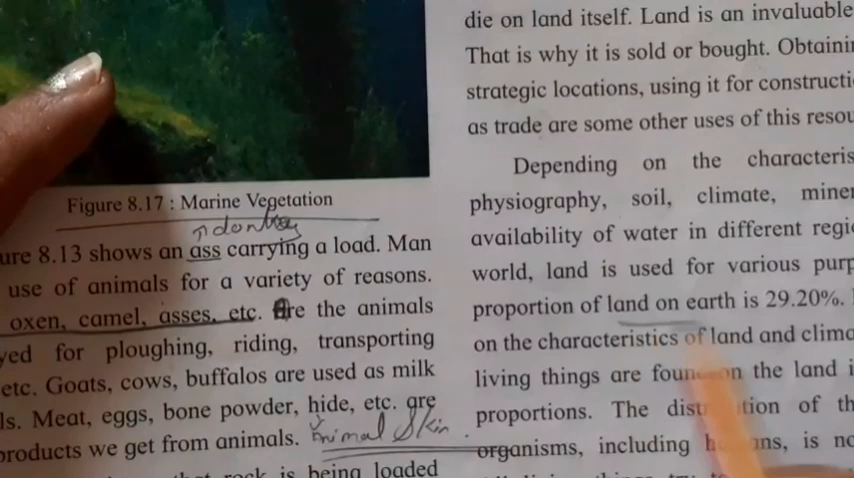 Figure 8.17 : Marine Vegetation
donkey
ure 8.13 shows an ass carrying a load. Man
use of animals for a variety of reasons.
oxen, camel, asses, etc. Are the animals
yed for ploughing, riding, transporting
etc. Goats, cows, buffalos are used as milk
ls. Meat, eggs, bone powder, hide, etc. are
products we get from animals. Animal Skin
rock is being loaded
die on land itself. Land is an invaluable
That is why it is sold or bought. Obtaini
strategic locations, using it for constructi
as trade are some other uses of this resou
Depending on the characteris
physiography, soil, climate, miner
availability of water in different regi
world, land is used for various purp
proportion of land on earth is 29.20%.
on the characteristics of land and clima
living things are found on the land i
proportions. The of th
organisms, including is no